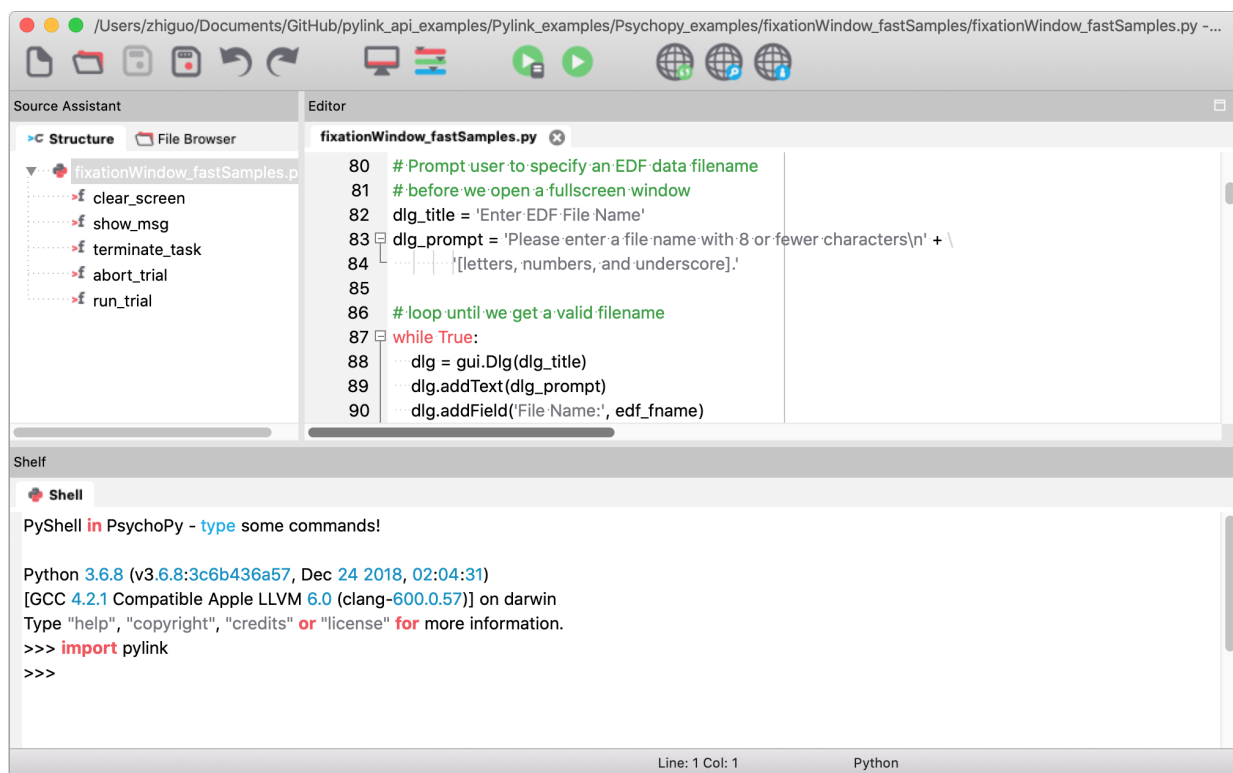 /Users/zhiguo/Documents/GitHub/pylink_api_examples/Pylink_examples/Psychopy_examples/fixationWindow_fastSamples/fixationWindow_fastSamples.py -...
Source Assistant
Editor
Structure
File Browser
fixationWindow_fastSamples.py
fixationWindow_fastSamples.p
clear_screen
show_msg
terminate_task
abort_trial
run_trial
80 # Prompt user to specify an EDF data filename
81 # before we open a fullscreen window
82 dlg_title = 'Enter EDF File Name'
83 dlg_prompt = 'Please enter a file name with 8 or fewer characters\n' + \
84 '[letters, numbers, and underscore].'
85
86 # loop until we get a valid filename
87 while True:
88 dlg = gui.Dlg(dlg_title)
89 dlg.addText(dlg_prompt)
90 dlg.addField('File Name:', edf_fname)
Shelf
Shell
PyShell in PsychoPy - type some commands!
Python 3.6.8 (v3.6.8:3c6b436a57, Dec 24 2018, 02:04:31)
[GCC 4.2.1 Compatible Apple LLVM 6.0 (clang-600.0.57)] on darwin
Type "help", "copyright", "credits" or "license" for more information.
>>> import pylink
>>>
Line: 1 Col: 1
Python